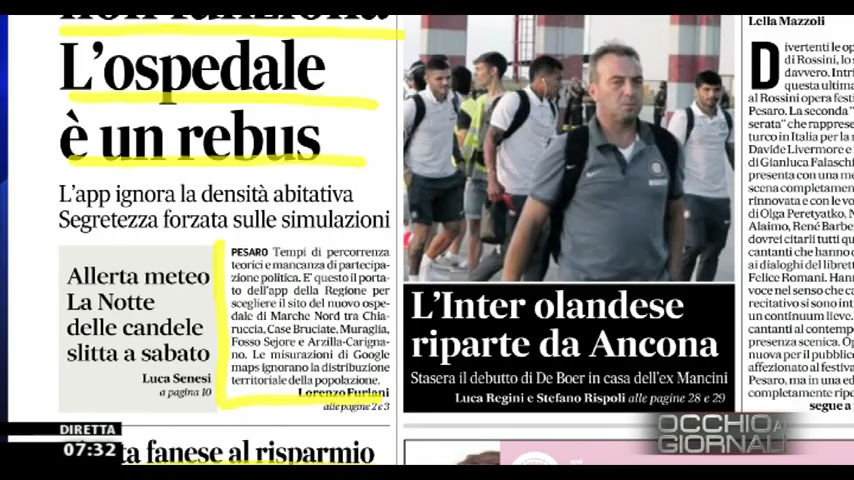 non funziona
L'ospedale
è un rebus
L'app ignora la densità abitativa
Segretezza forzata sulle simulazioni
Allerta meteo
La Notte
delle candele
slitta a sabato
Luca Senesi
a pagina 10
PESARO Tempi di percorrenza
teorici e mancanza di partecipa-
zione politica. E' questo il porta-
to dell'app della Regione per
scegliere il sito del nuovo ospe-
dale di Marche Nord tra Chia-
ruccia, Case Bruciate, Muraglia,
Fosso Sejore e Arzilla-Carigna-
no. Le misurazioni di Google
maps ignorano la distribuzione
territoriale della popolazione.
Lorenzo Furlani
alle pagine 2 e 3
fanese al risparmio
L'Inter olandese
riparte da Ancona
Stasera il debutto di De Boer in casa dell'ex Mancini
Luca Regini e Stefano Rispoli alle pagine 28 e 29
Lella Mazzoli
Divertenti le op
di Rossini, lo s
davvero. Intri
questa ultima
al Rossini opera festi
Pesaro. La seconda "
serata" che rappresе
turco in Italia per la
Davide Livermore e
di Gianluca Falaschi
presenta con una me
scena completamen
rinnovata e con le vo
di Olga Peretyatko, N
Alaimo, René Barbe
dovrei citarli tutti qu
cantanti che hanno d
ai dialoghi del libret
Felice Romani. Hann
voce nel senso che ca
recitativo si sono int
un continuum lieve.
cantanti al contempo
presenza scenica. Op
nuova per il pubblico
affezionato al festiva
Pesaro, ma in una ed
completamente ripe
segue a
DIRETTA
07:32
OCCHIO AI
GIORNALI